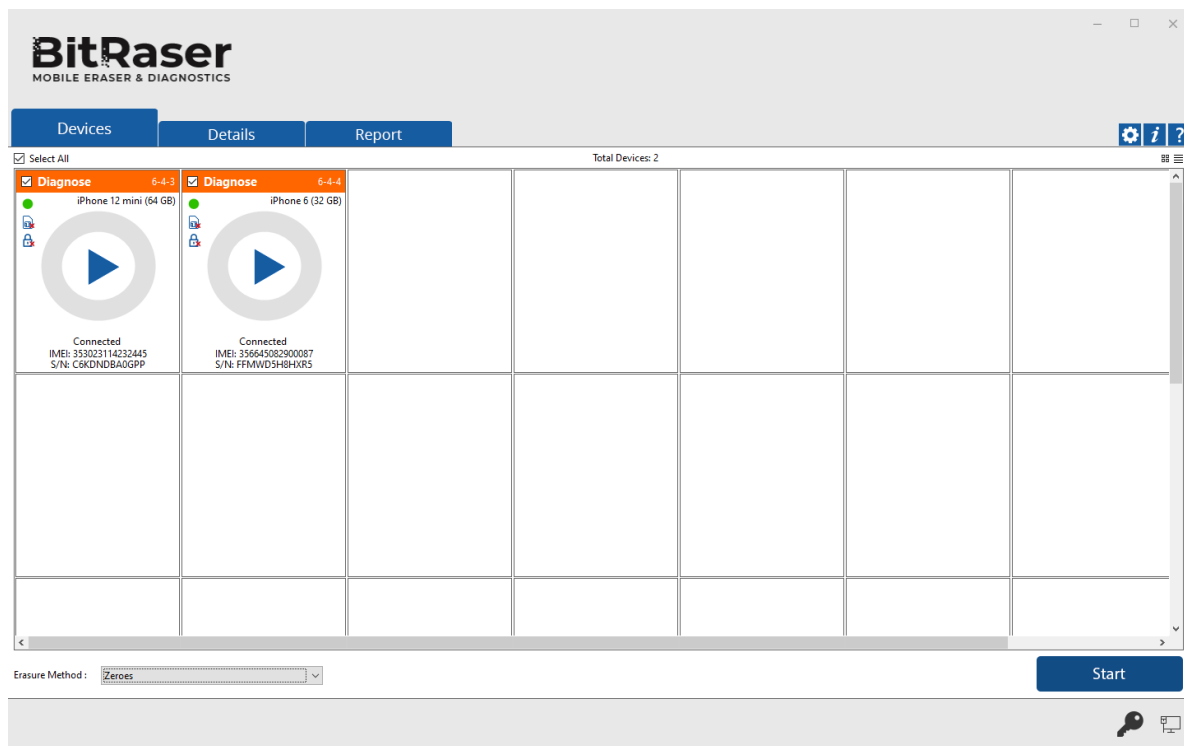 BitRaser
MOBILE ERASER & DIAGNOSTICS
Devices
Details
Report
i
?
Select All
Total Devices: 2
Diagnose 6-4-3
iPhone 12 mini (64 GB)
Connected
IMEI: 353023114232445
S/N: C6KDNDBA0GPP
Diagnose 6-4-4
iPhone 6 (32 GB)
Connected
IMEI: 356645082900087
S/N: FFMWD5H8HXR5
Erasure Method :
Zeroes
Start